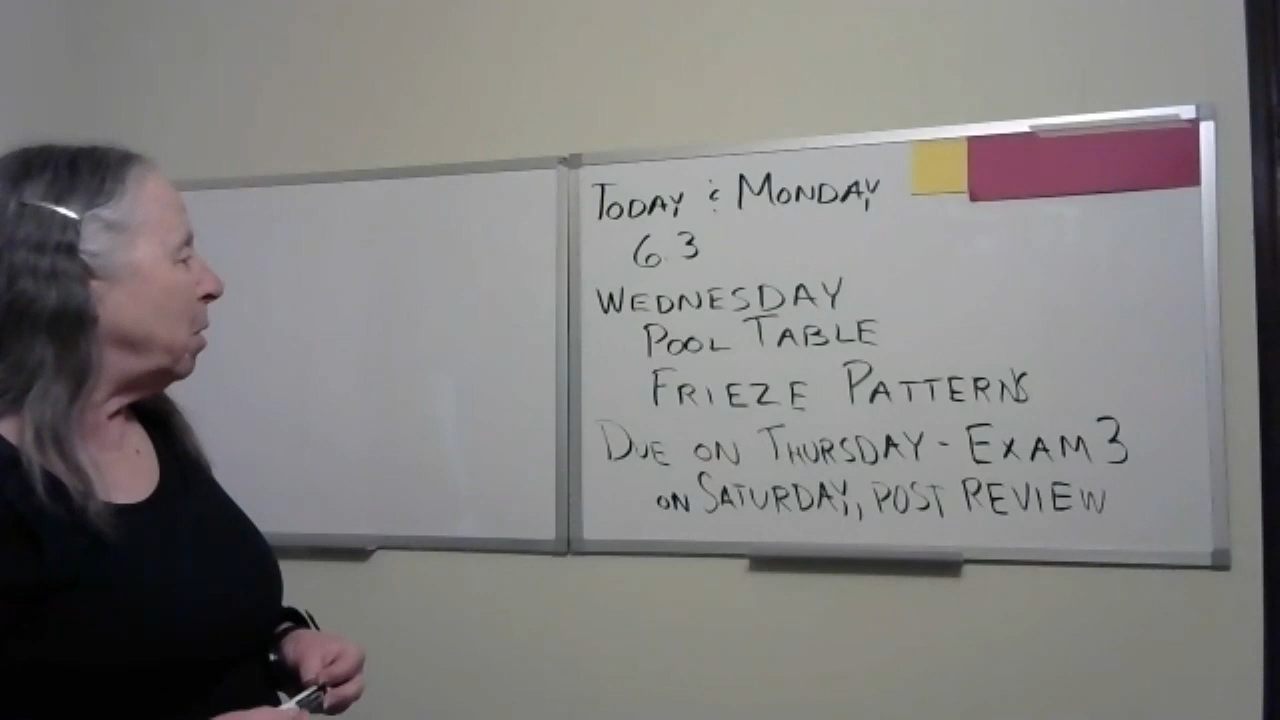 TODAY & MONDAY
6.3
WEDNESDAY
POOL TABLE
FRIEZE PATTERNS
DUE ON THURSDAY - EXAM 3
ON SATURDAY, POST REVIEW